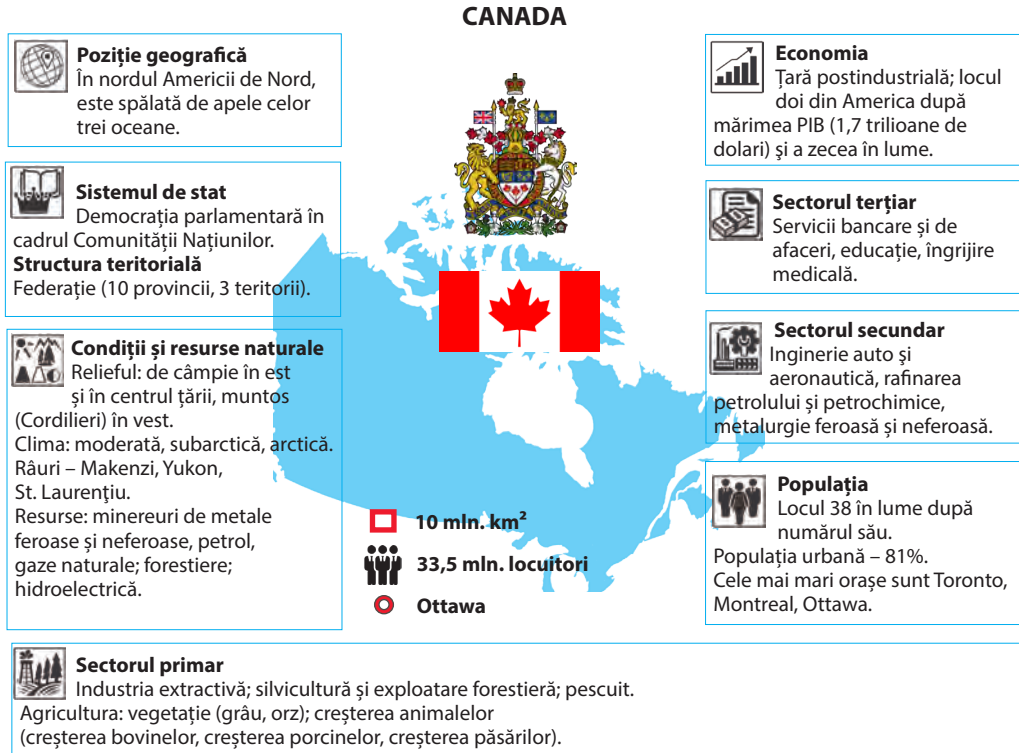 CANADA
Poziție geografică
În nordul Americii de Nord,
este spălată de apele celor
trei oceane.
Sistemul de stat
Democrația parlamentară în
cadrul Comunității Națiunilor.
Structura teritorială
Federație (10 provincii, 3 teritorii).
Condiții și resurse naturale
Relieful: de câmpie în est
și în centrul țării, muntos
(Cordilieri) în vest.
Clima: moderată, subarctică, arctică.
Râuri – Makenzi, Yukon,
St. Laurenţiu.
Resurse: minereuri de metale
feroase și neferoase, petrol,
gaze naturale; forestiere;
hidroelectrică.
10 mln. km²
33,5 mln. locuitori
Ottawa
Economia
Țară postindustrială; locul
doi din America după
mărimea PIB (1,7 trilioane de
dolari) şi a zecea în lume.
Sectorul terțiar
Servicii bancare și de
afaceri, educație, îngrijire
medicală.
Sectorul secundar
Inginerie auto și
aeronautică, rafinarea
petrolului și petrochimice,
metalurgie feroasă și neferoasă.
Populația
Locul 38 în lume după
numărul său.
Populația urbană – 81%.
Cele mai mari orașe sunt Toronto,
Montreal, Ottawa.
Sectorul primar
Industria extractivă; silvicultură și exploatare forestieră; pescuit.
Agricultura: vegetație (grâu, orz); creșterea animalelor
(creșterea bovinelor, creșterea porcinelor, creșterea păsărilor).